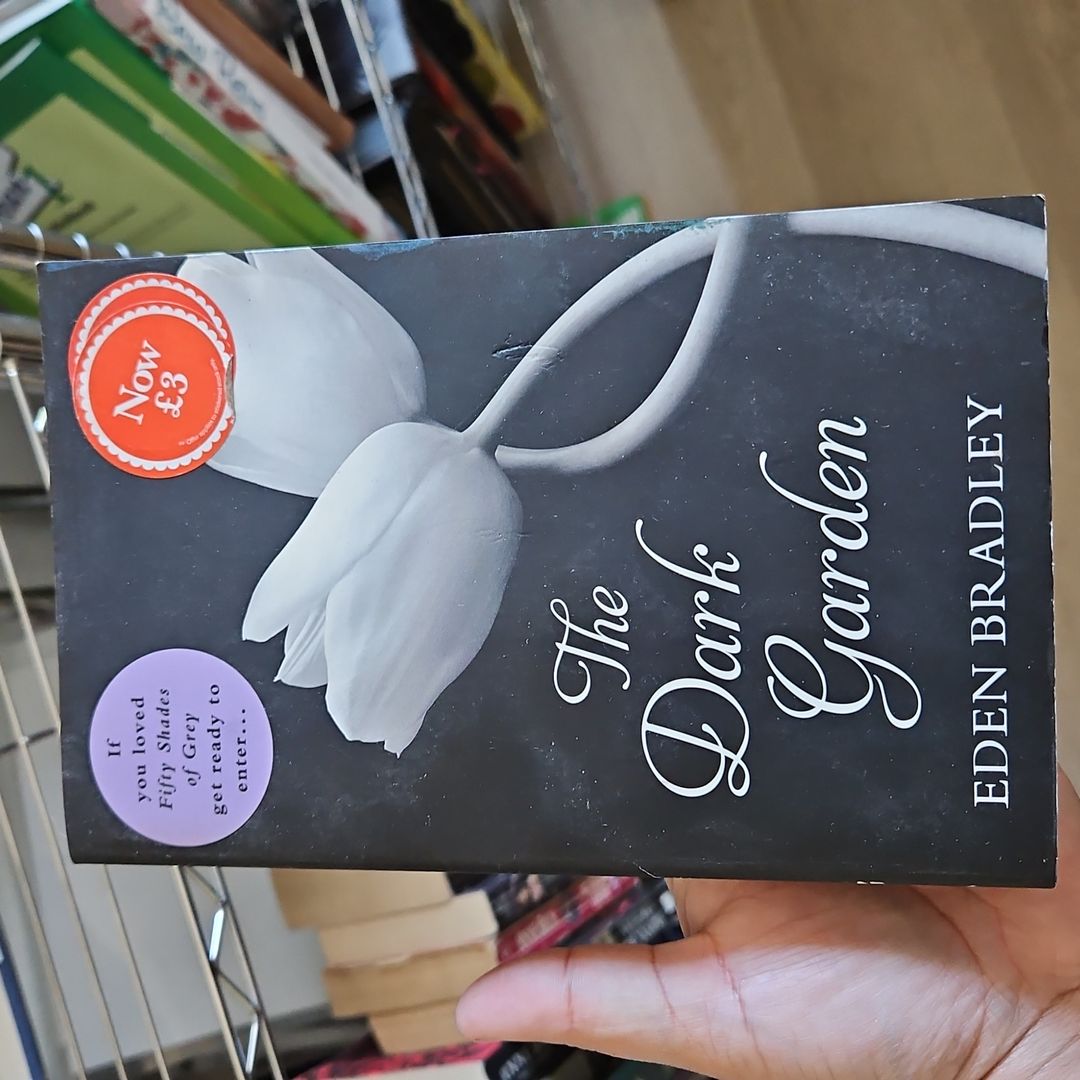 If
you loved
Fifty Shades
of Grey
get ready to
enter...
Now
£3
The
Dark
Garden
EDEN BRADLEY